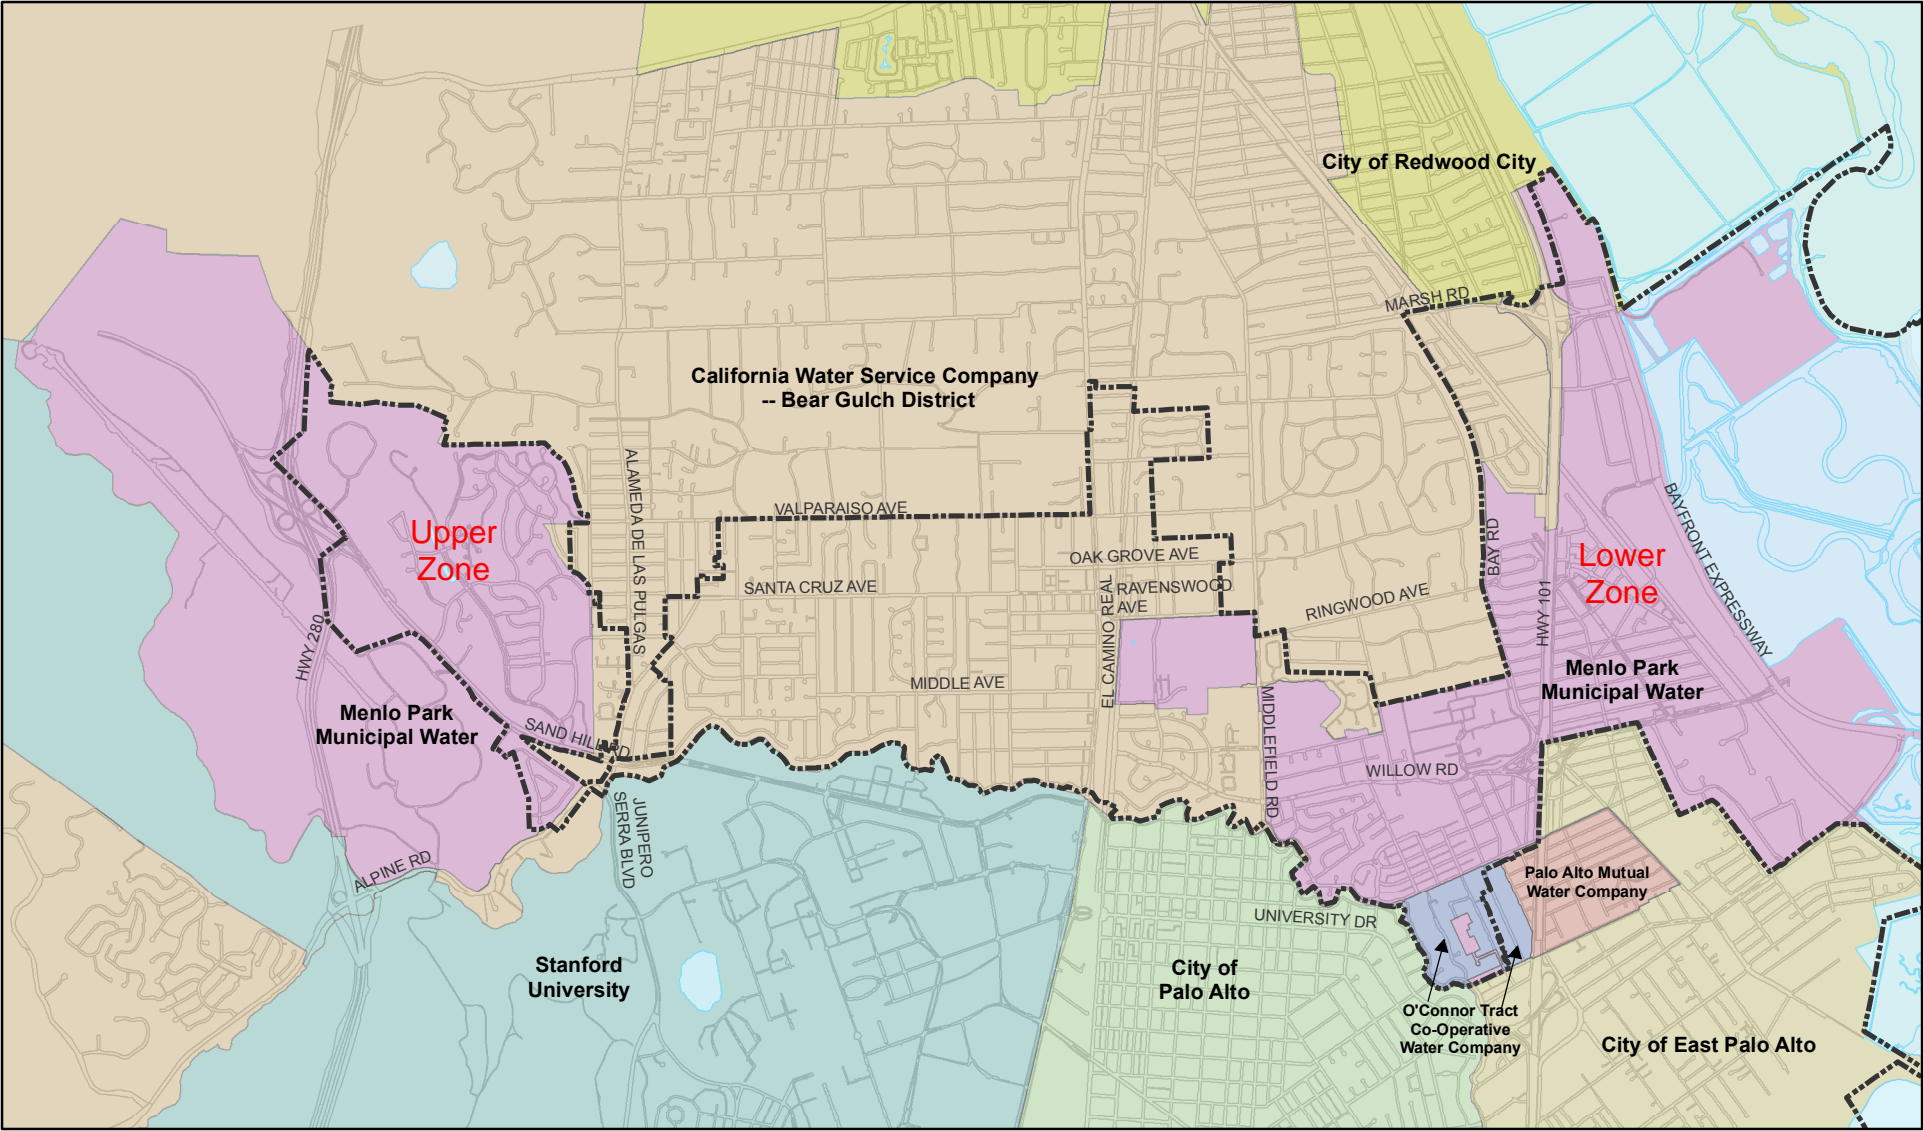 City of Redwood City
MARSH RD
California Water Service Company
-- Bear Gulch District
ALAMEDA DE LAS PULGAS
VALPARAISO AVE
BAYFRONT EXPRESSWAY
Upper
Zone
BAY RD
Lower
Zone
OAK GROVE AVE
SANTA CRUZ AVE
RAVENSWOOD
AVE
RINGWOOD AVE
HWY 101
HWY 280
EL CAMINO REAL
Menlo Park
Municipal Water
MIDDLE AVE
MIDDLEFIELD RD
Menlo Park
Municipal Water
SAND HILL RD
WILLOW RD
JUNIPERO
SERRA BLVD
ALPINE RD
Palo Alto Mutual
Water Company
UNIVERSITY DR
Stanford
University
City of
Palo Alto
O'Connor Tract
Co-Operative
Water Company
City of East Palo Alto